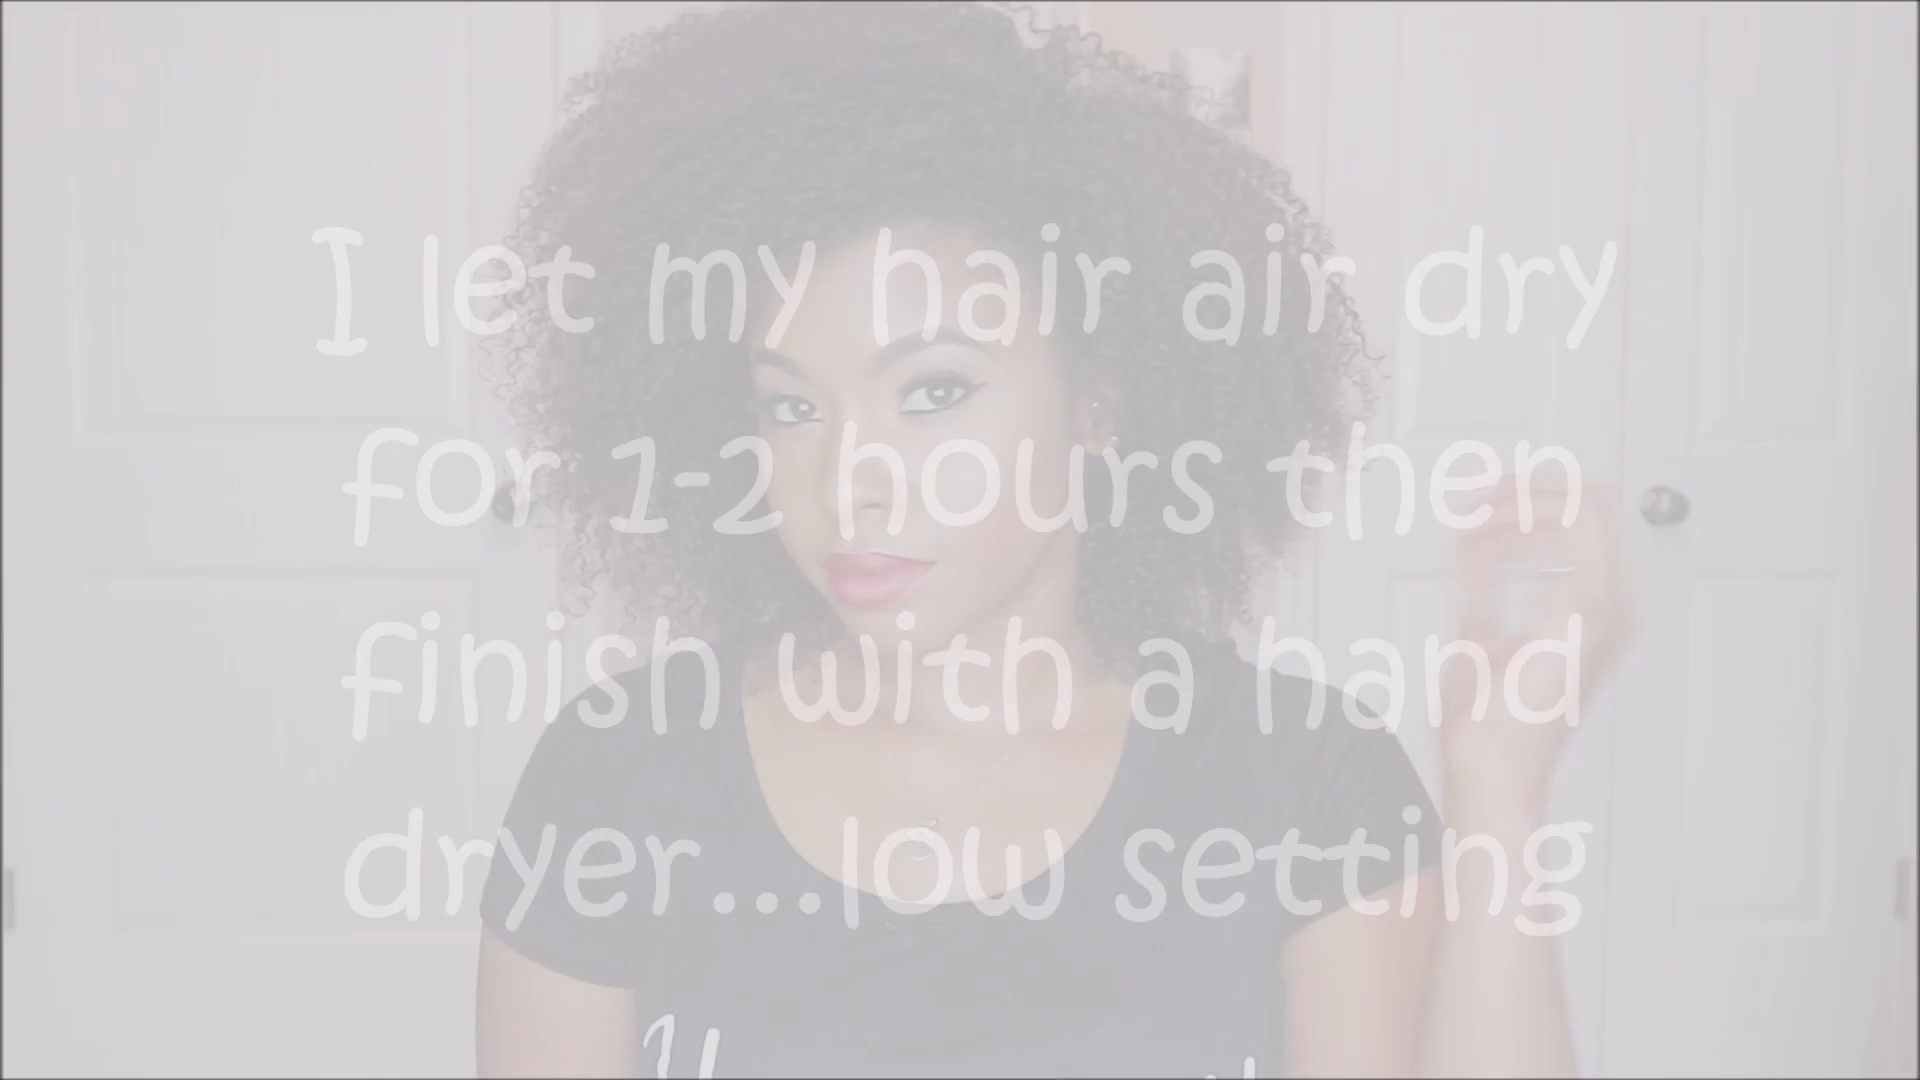 I let my hair air dry
for 1-2 hours then
finish with a hand
dryer...low setting